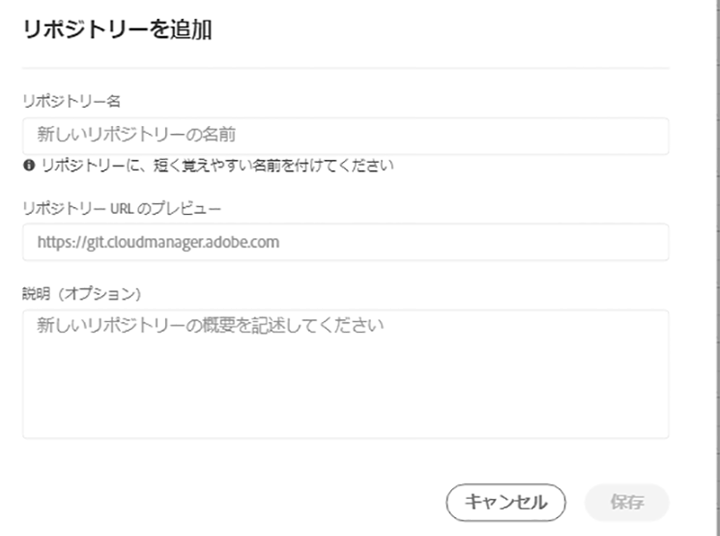 リポジトリーを追加
リポジトリー名
新しいリポジトリーの名前
リポジトリーに、短く覚えやすい名前を付けてください
リポジトリー URL のプレビュー
https://git.cloudmanager.adobe.com
説明（オプション）
新しいリポジトリーの概要を記述してください
キャンセル 保存